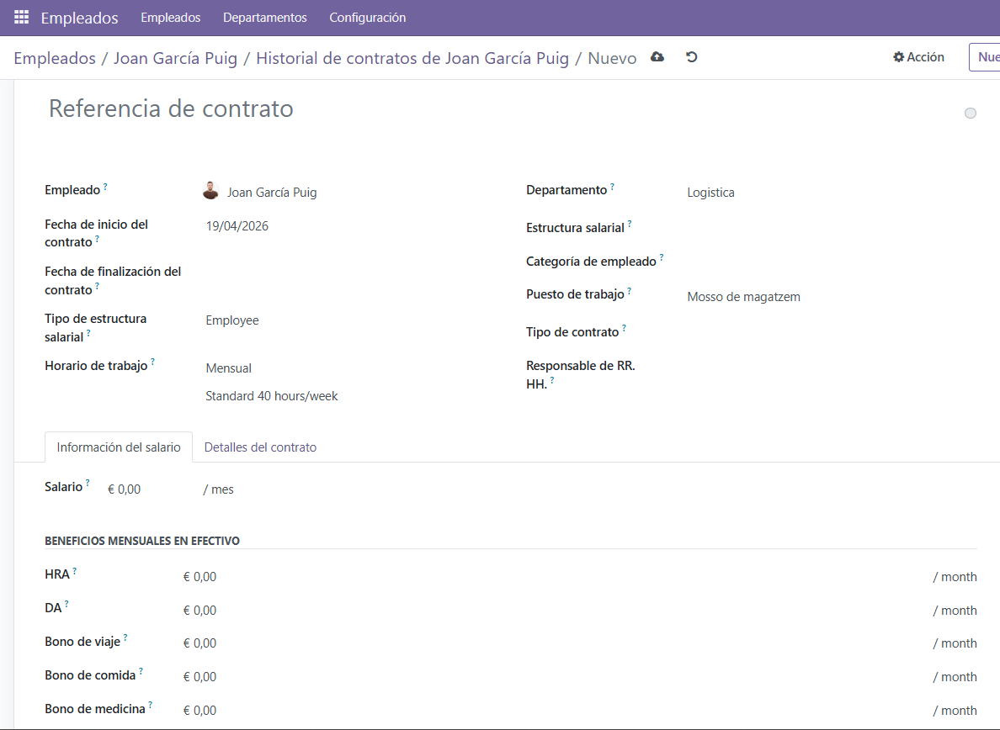 Empleados Empleados Departamentos Configuración
Empleados / Joan García Puig / Historial de contratos de Joan García Puig / Nuevo Acción Nue
Referencia de contrato
Empleado ? Joan García Puig
Fecha de inicio del contrato ? 19/04/2026
Fecha de finalización del contrato ?
Tipo de estructura salarial ? Employee
Horario de trabajo ? Mensual
Standard 40 hours/week
Departamento ? Logistica
Estructura salarial ?
Categoría de empleado ?
Puesto de trabajo ? Mosso de magatzem
Tipo de contrato ?
Responsable de RR. HH. ?
Información del salario Detalles del contrato
Salario ? € 0,00 / mes
BENEFICIOS MENSUALES EN EFECTIVO
HRA ? € 0,00 / month
DA ? € 0,00 / month
Bono de viaje ? € 0,00 / month
Bono de comida ? € 0,00 / month
Bono de medicina ? € 0,00 / month